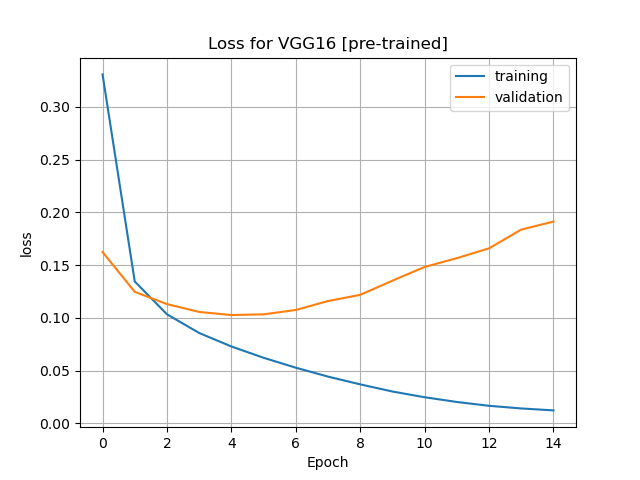 Loss for VGG16 [pre-trained]
training
validation
0.30
0.25
0.20
0.15
0.10
0.05
0.00
loss
0 2 4 6 8 10 12 14
Epoch